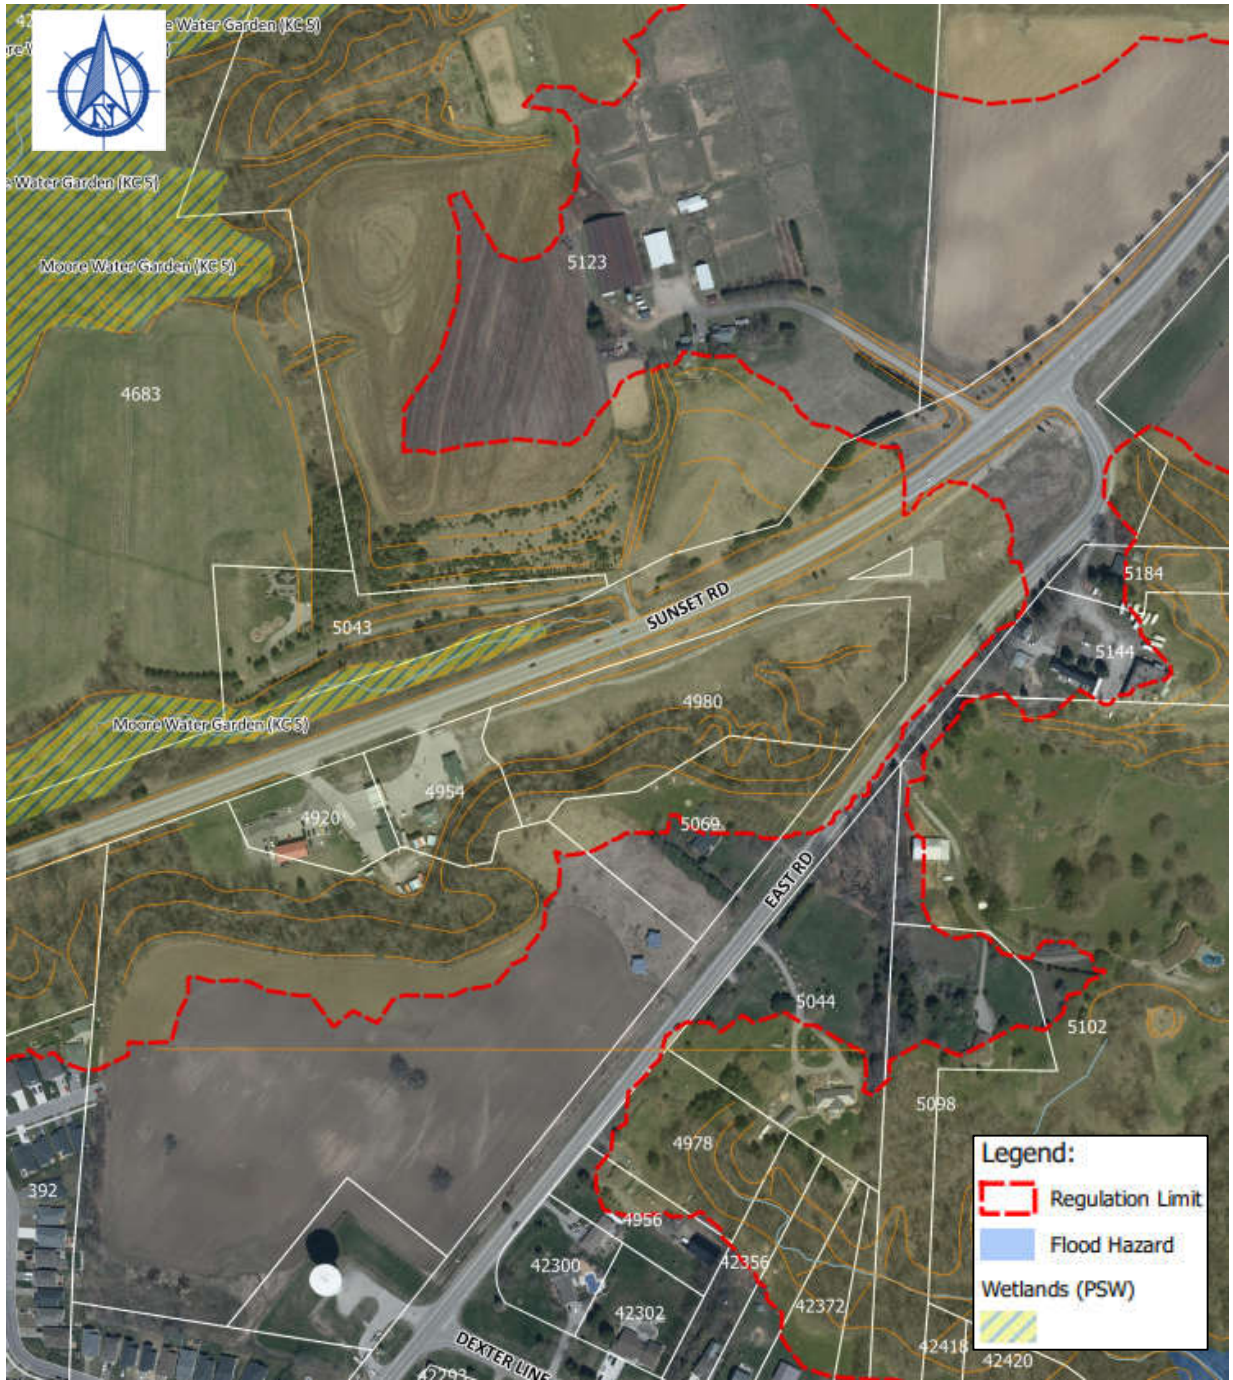 Water Garden (KC 5)
N
Water Garden (KC 5)
5123
Moore Water Garden (KC 5)
4683
5184
SUNSET RD
5043
5144
4980
Moore Water Garden (KC 5)
4954
4920
5069
EAST RD
5044
5102
5098
4978
Legend:
392
Regulation Limit
4956
Flood Hazard
42300
42356
Wetlands (PSW)
42302
42372
DEXTER LINE
42418
42420
42293